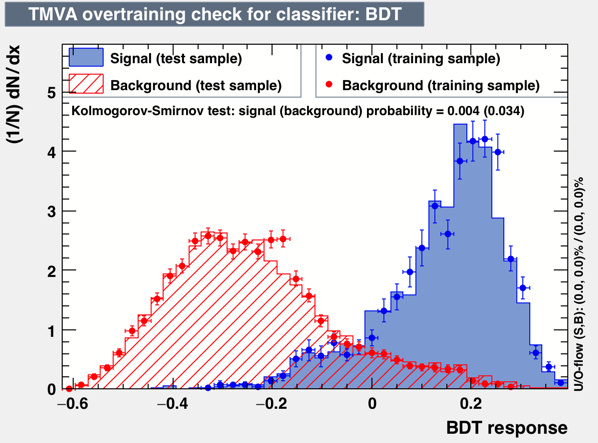 TMVA overtraining check for classifier: BDT
(1/N) dN / dx
Signal (test sample)
Signal (training sample)
Background (test sample)
Background (training sample)
Kolmogorov-Smirnov test: signal (background) probability = 0.004 (0.034)
5
4
3
2
1
0
−0.6 −0.4 −0.2 0 0.2
BDT response
U/O-flow (S,B): (0.0, 0.0)% / (0.0, 0.0)%